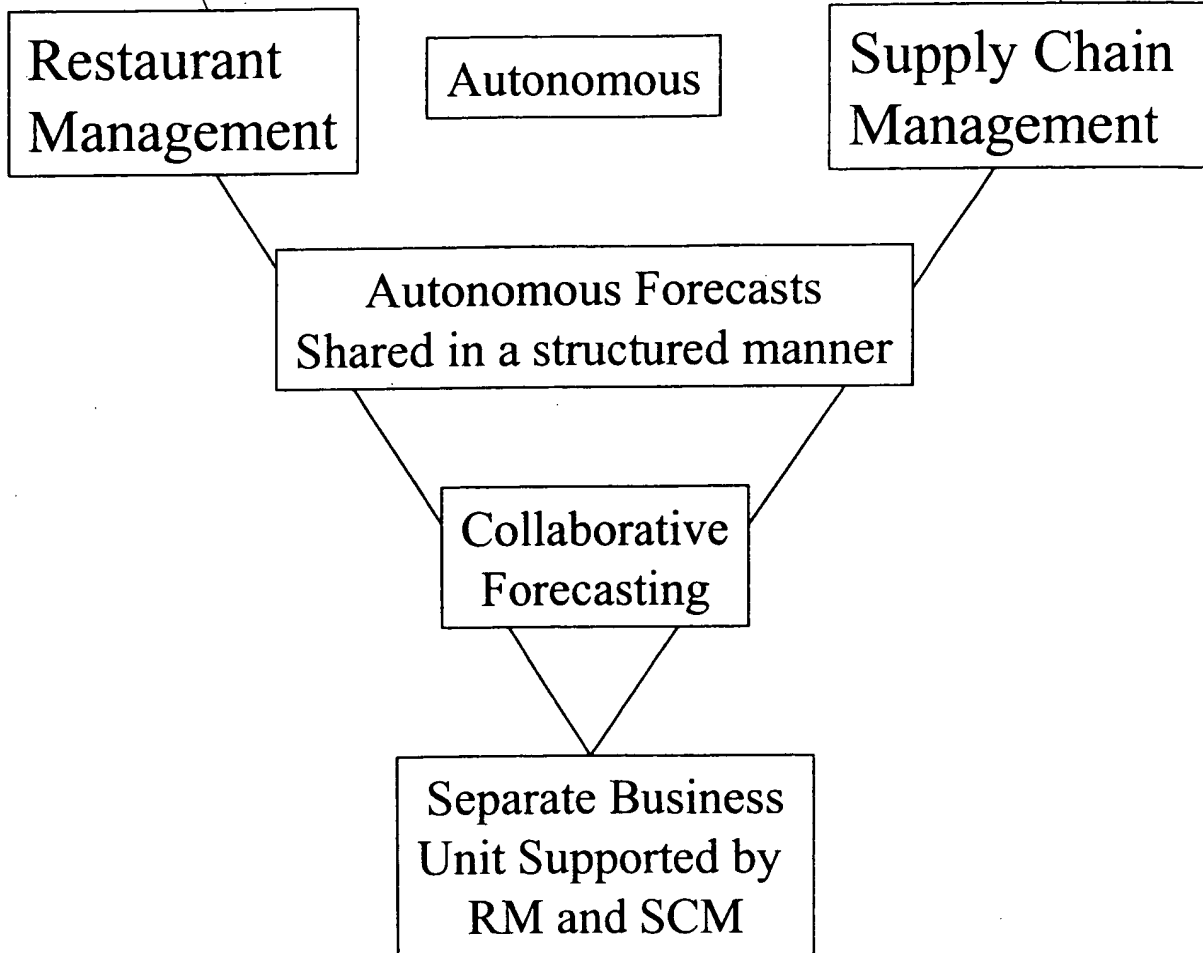 Restaurant
Management
Autonomous
Supply Chain
Management
Autonomous Forecasts
Shared in a structured manner
Collaborative
Forecasting
Separate Business
Unit Supported by
RM and SCM